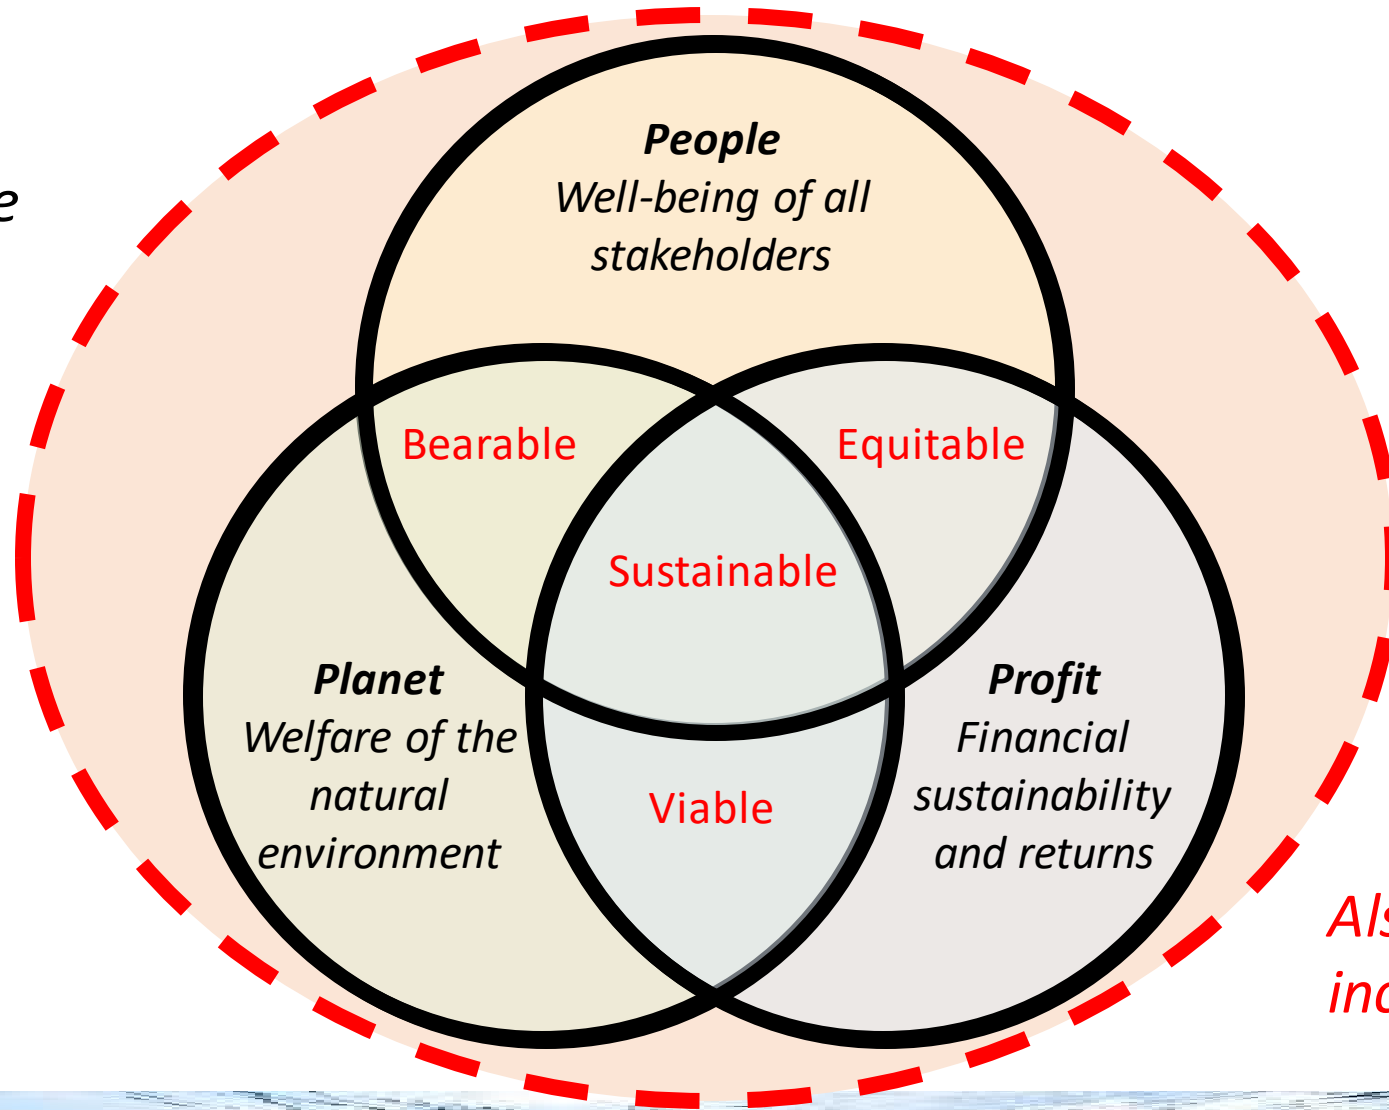 People
Well-being of all
stakeholders
Bearable
Equitable
Sustainable
Planet
Welfare of the
natural
environment
Profit
Financial
sustainability
and returns
Viable